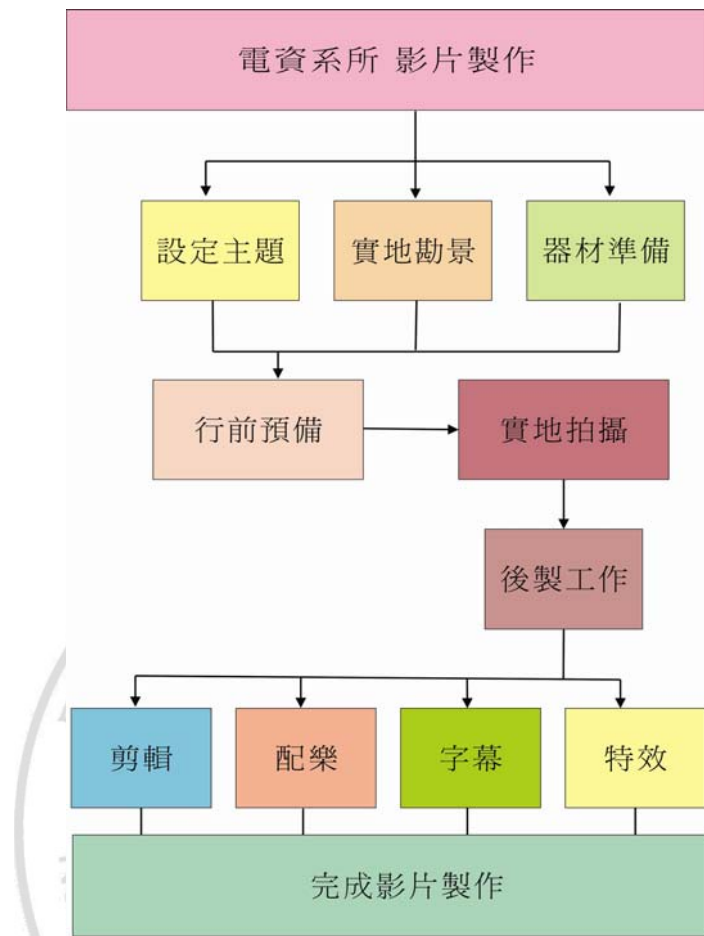 電資系所 影片製作
設定主題
實地勘景
器材準備
行前預備
實地拍攝
後製工作
剪輯
配樂
字幕
特效
完成影片製作